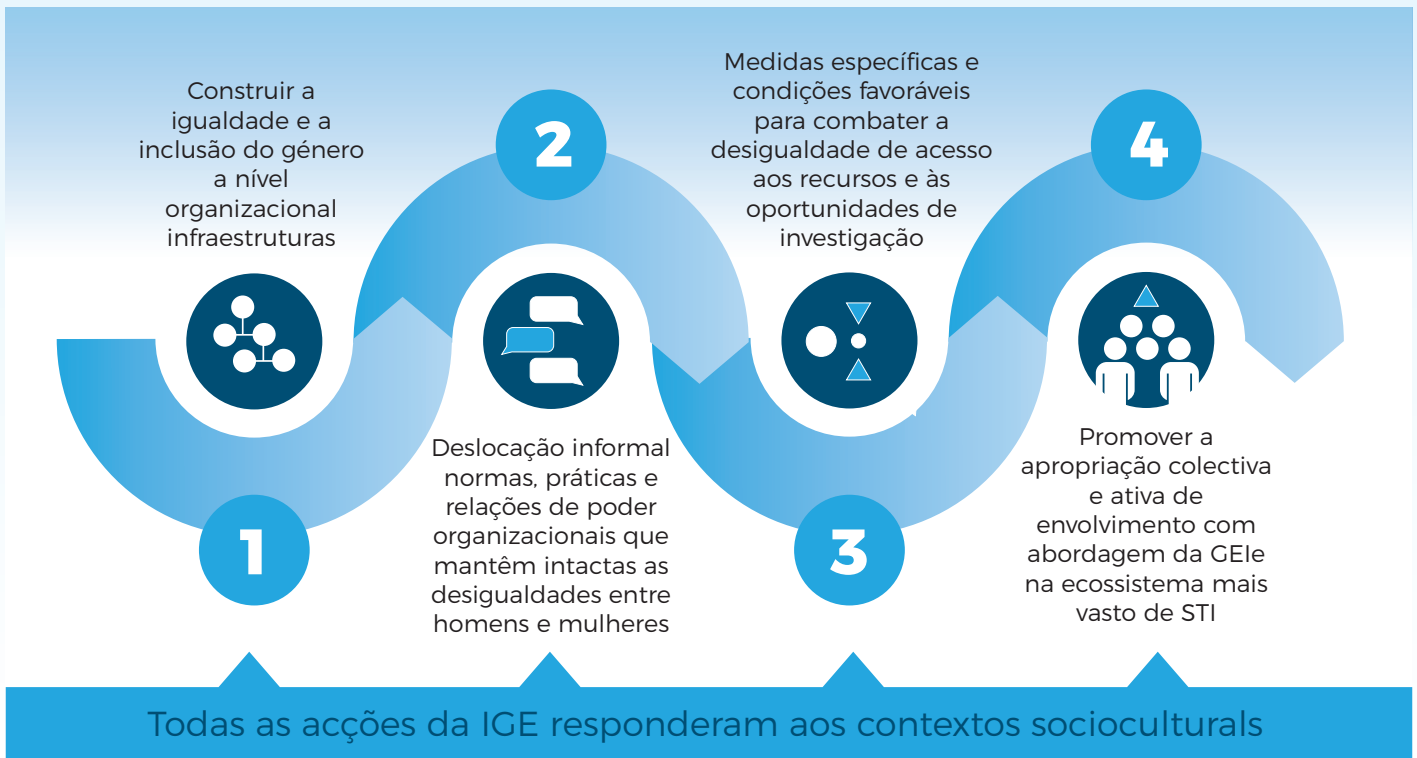 Construir a
igualdade e a
inclusão do género
a nível
organizacional
infraestruturas
1
2
Deslocação informal
normas, práticas e
relações de poder
organizacionais que
mantêm intactas as
desigualdades entre
homens e mulheres
Medidas específicas e
condições favoráveis
para combater a
desigualdade de acesso
aos recursos e às
oportunidades de
investigação
3
4
Promover a
apropriação colectiva
e ativa de
envolvimento com
abordagem da GEIe
na ecossistema mais
vasto de STI
Todas as acções da IGE responderam aos contextos socioculturals